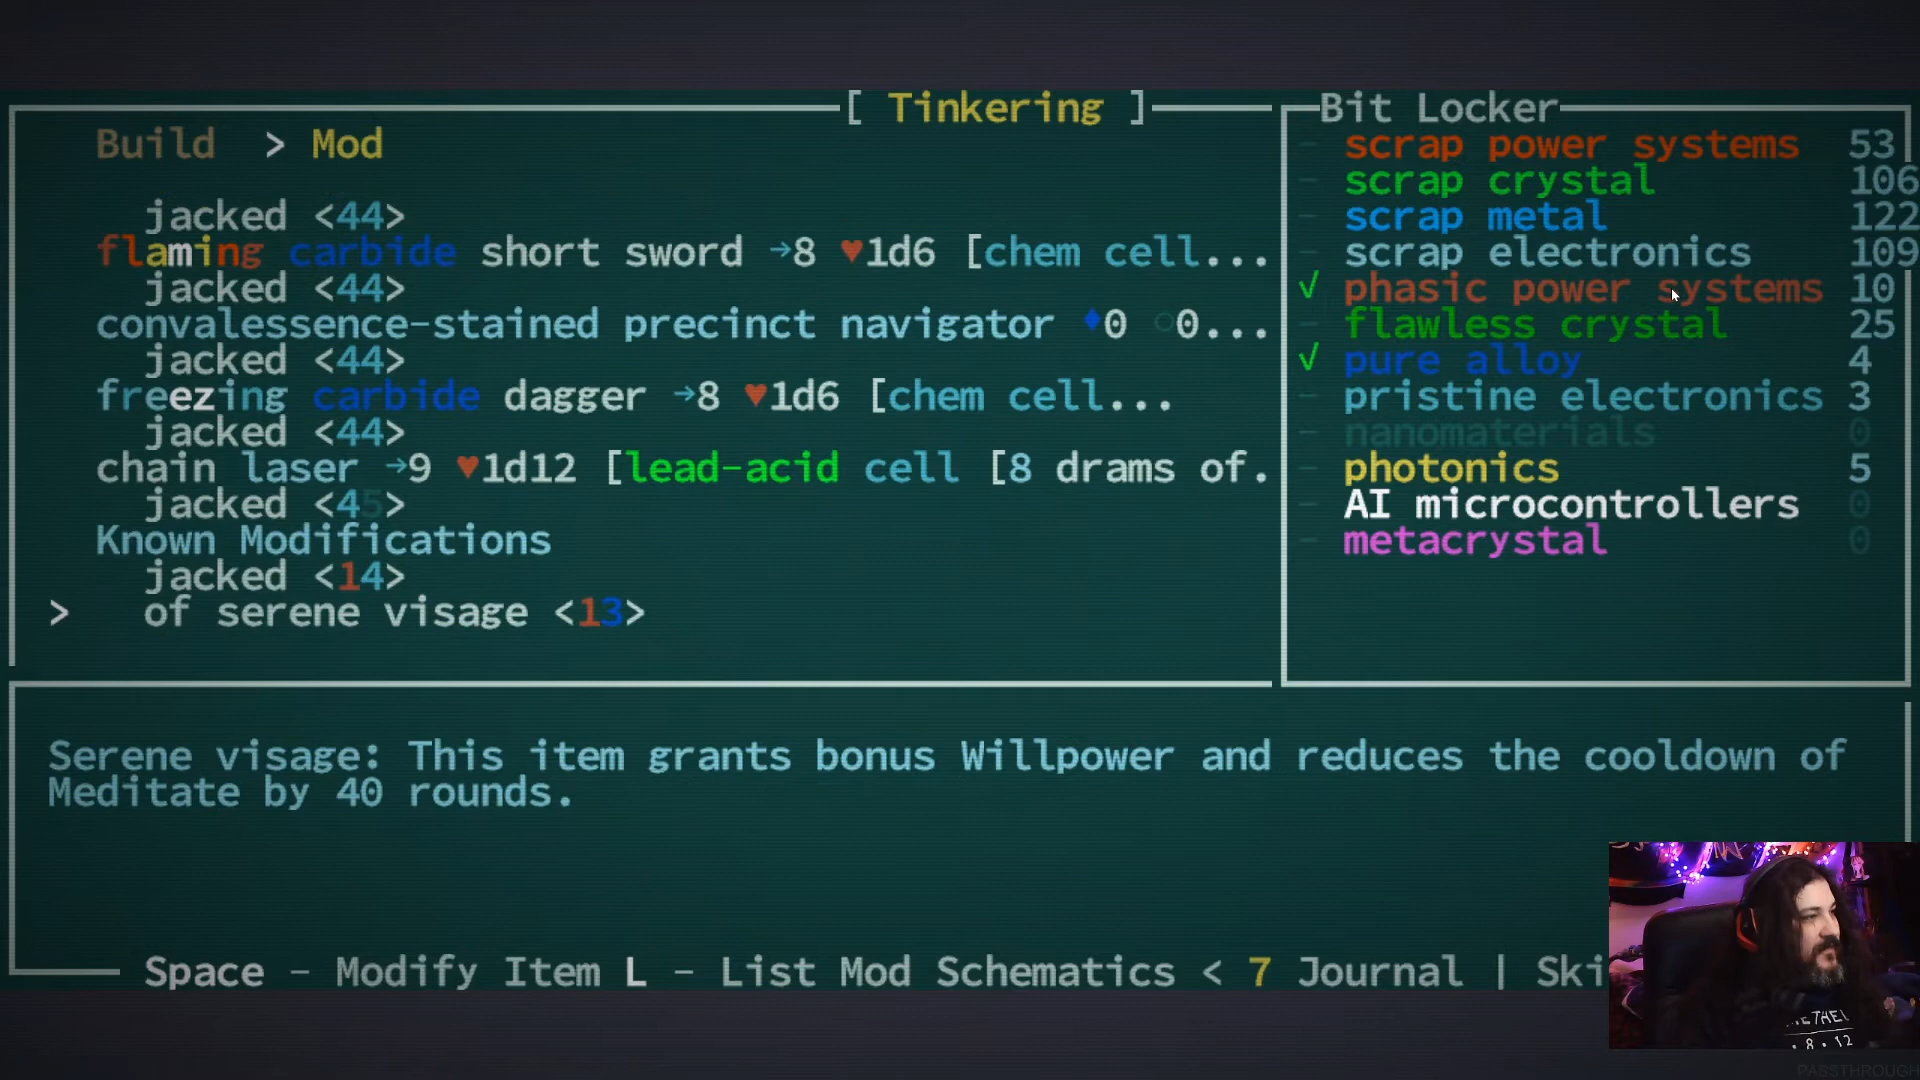 [ Tinkering ]
Build > Mod
jacked <44>
flaming carbide short sword →8 ♥1d6 [chem cell...
jacked <44>
convalessence-stained precinct navigator ♦0 ○0...
jacked <44>
freezing carbide dagger →8 ♥1d6 [chem cell...
jacked <44>
chain laser →9 ♥1d12 [lead-acid cell [8 drams of.
jacked <45>
Known Modifications
jacked <14>
> of serene visage <13>
Bit Locker
- scrap power systems 53
- scrap crystal 106
- scrap metal 122
- scrap electronics 109
√ phasic power systems 10
- flawless crystal 25
√ pure alloy 4
- pristine electronics 3
- nanomaterials 0
- photonics 5
- AI microcontrollers 0
- metacrystal 0
Serene visage: This item grants bonus Willpower and reduces the cooldown of
Meditate by 40 rounds.
Space - Modify Item L - List Mod Schematics < 7 Journal | Ski
PASSTHROUGH